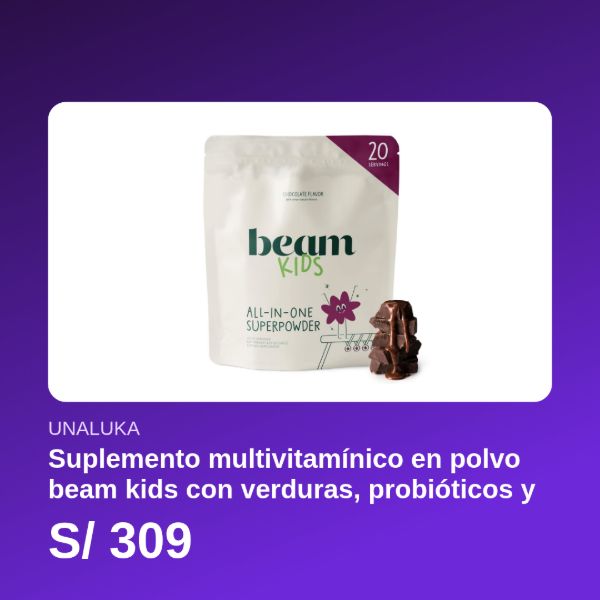 20
SERVINGS
CHOCOLATE FLAVOR
beam
KIDS
ALL-IN-ONE
SUPERPOWDER
UNALUKA
Suplemento multivitamínico en polvo
beam kids con verduras, probióticos y
S/ 309